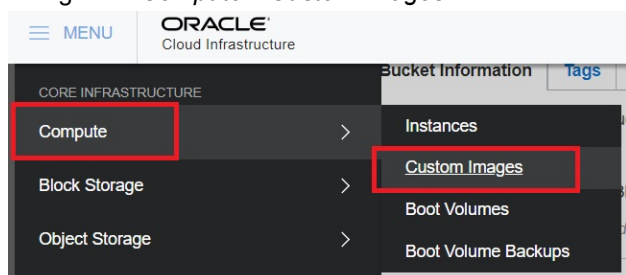 MENU
ORACLE
Cloud Infrastructure
Bucket Information
Tags
CORE INFRASTRUCTURE
Compute
Instances
Custom Images
Block Storage
Boot Volumes
Object Storage
Boot Volume Backups